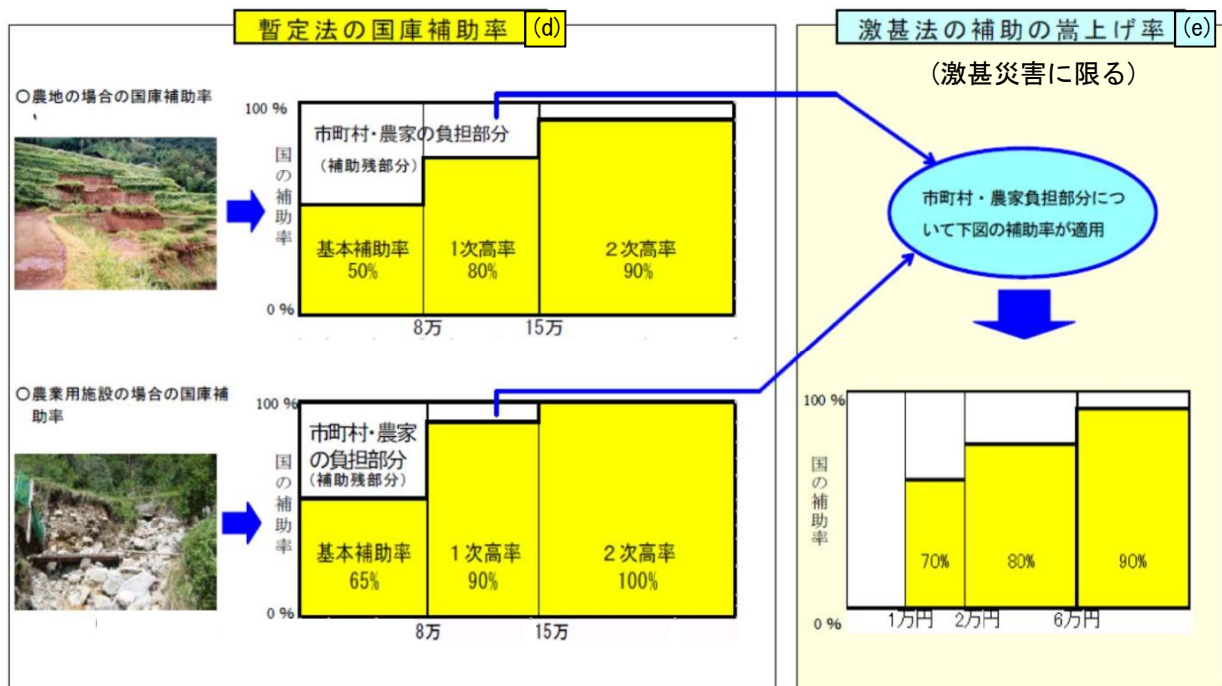 暫定法の国庫補助率 (d)
○農地の場合の国庫補助率
100 %
国の補助率
0 %
市町村・農家の負担部分
(補助残部分)
基本補助率
50%
1次高率
80%
2次高率
90%
8万
15万
○農業用施設の場合の国庫補
助率
100 %
国の補助率
0 %
市町村・農家
の負担部分
(補助残部分)
基本補助率
65%
1次高率
90%
2次高率
100%
8万
15万
激甚法の補助の嵩上げ率 (e)
(激甚災害に限る)
市町村・農家負担部分につ
いて下図の補助率が適用
100 %
国の補助率
0 %
70%
80%
90%
1万円
2万円
6万円